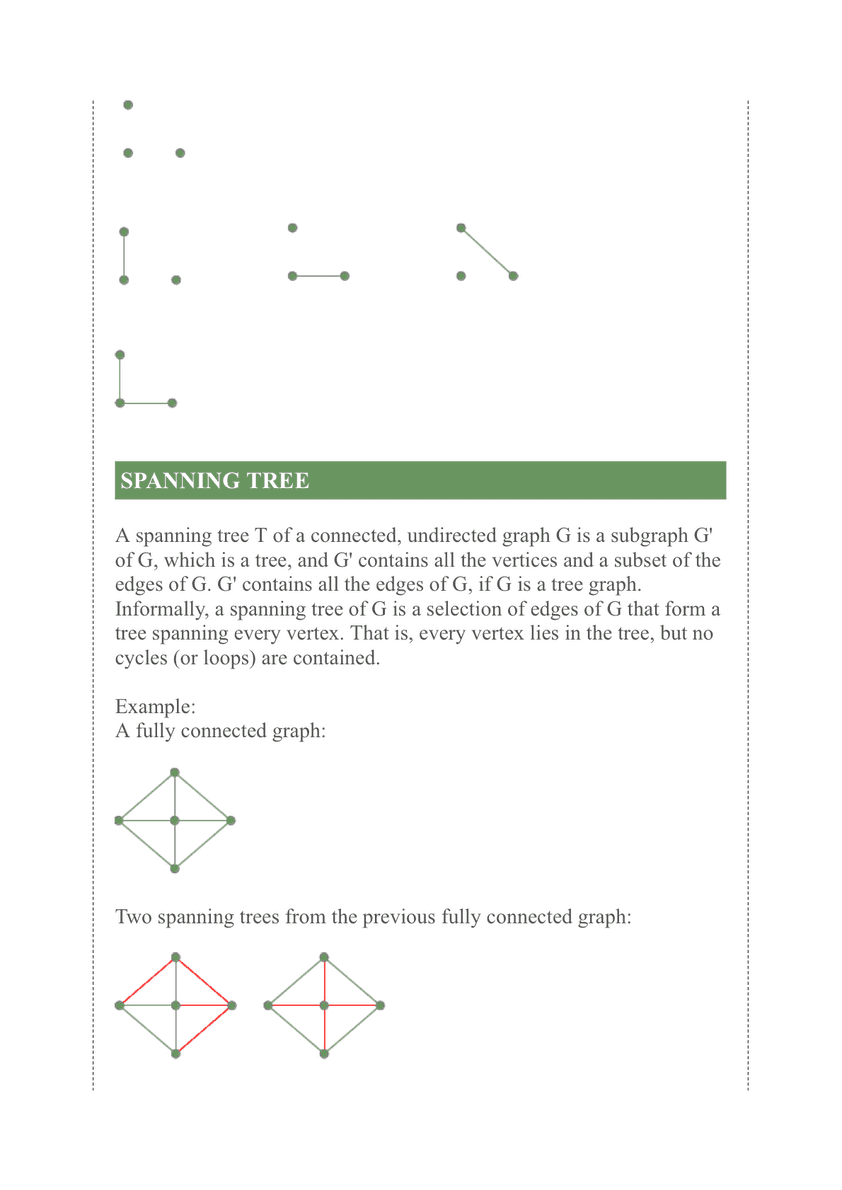 SPANNING TREE
A spanning tree T of a connected, undirected graph G is a subgraph G'
of G, which is a tree, and G' contains all the vertices and a subset of the
edges of G. G' contains all the edges of G, if G is a tree graph.
Informally, a spanning tree of G is a selection of edges of G that form a
tree spanning every vertex. That is, every vertex lies in the tree, but no
cycles (or loops) are contained.
Example:
A fully connected graph:
Two spanning trees from the previous fully connected graph: